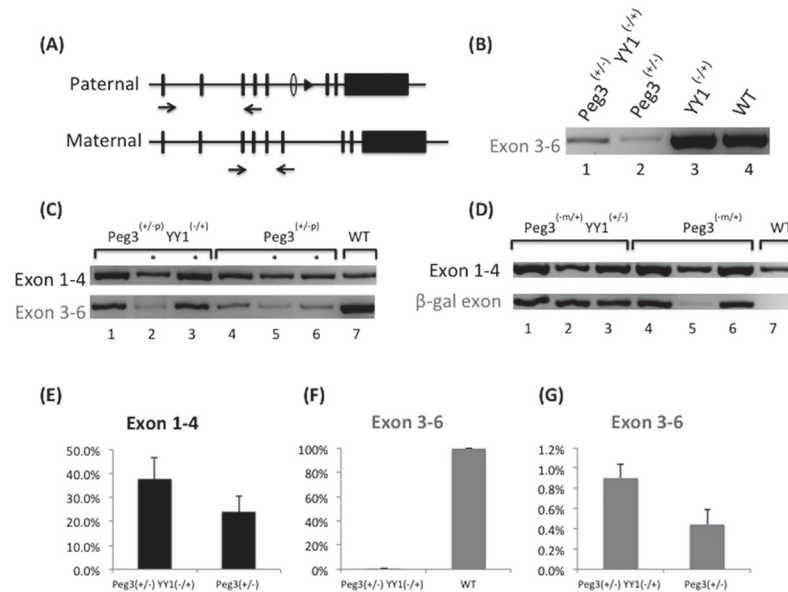 (A)
Paternal
Maternal
(B)
Peg3(+/-) YY1(-/+)
Peg3(+/-)
YY1(-/+)
WT
Exon 3-6
1 2 3 4
(C)
Peg3(+/-p) YY1(-/+) Peg3(+/-p) WT
* * * *
Exon 1-4
Exon 3-6
1 2 3 4 5 6 7
(D)
Peg3(-m/+) YY1(+/-) Peg3(-m/+) WT
Exon 1-4
β-gal exon
1 2 3 4 5 6 7
(E)
Exon 1-4
50.0%
40.0%
30.0%
20.0%
10.0%
0.0%
Peg3(+/-) YY1(-/+) Peg3(+/-)
(F)
Exon 3-6
100%
80%
60%
40%
20%
0%
Peg3(+/-) YY1(-/+) WT
(G)
Exon 3-6
1.2%
1.0%
0.8%
0.6%
0.4%
0.2%
0.0%
Peg3(+/-) YY1(-/+) Peg3(+/-)